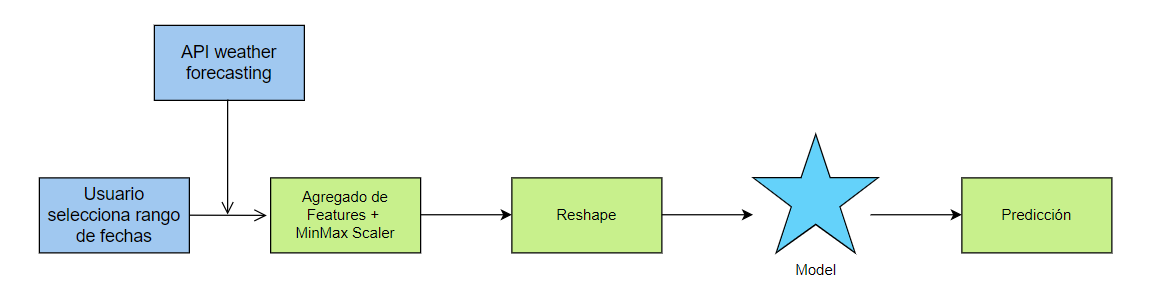 API weather
forecasting
Usuario
selecciona rango
de fechas
Agregado de
Features +
MinMax Scaler
Reshape
Model
Predicción